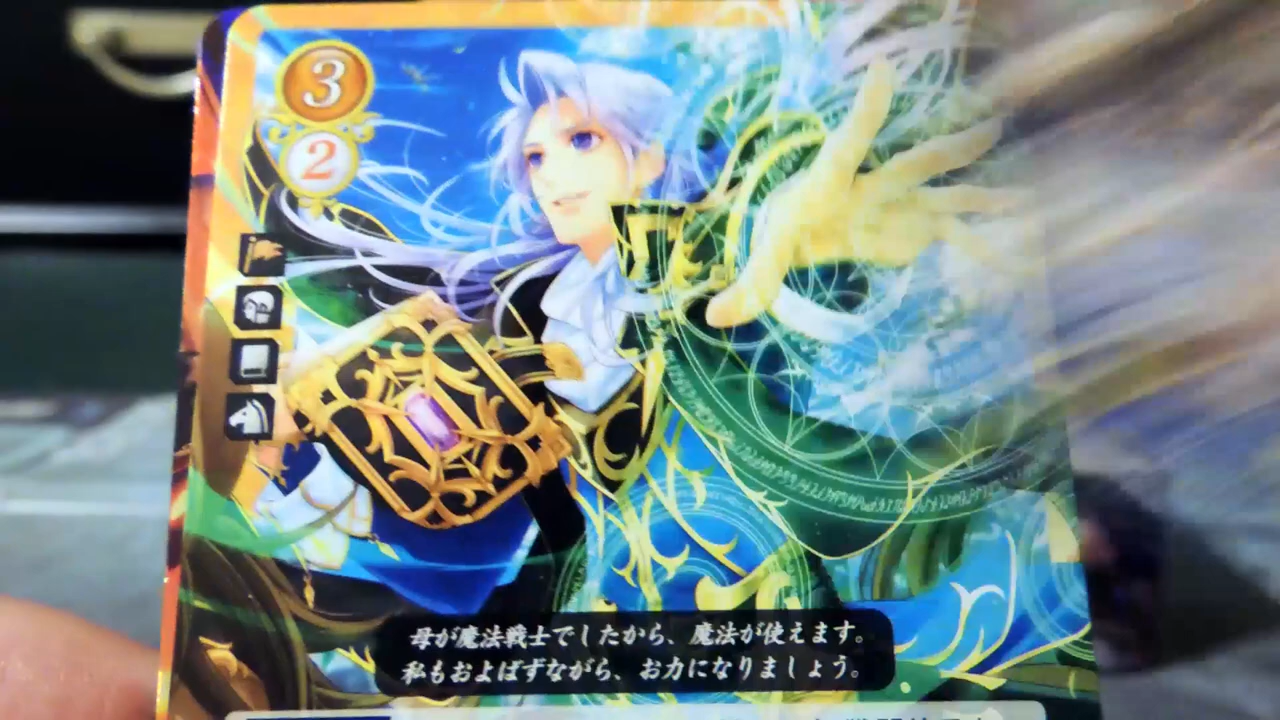 3
2
母が魔法戦士でしたから、魔法が使えます。
私もおよばずながら、お力になりましょう。